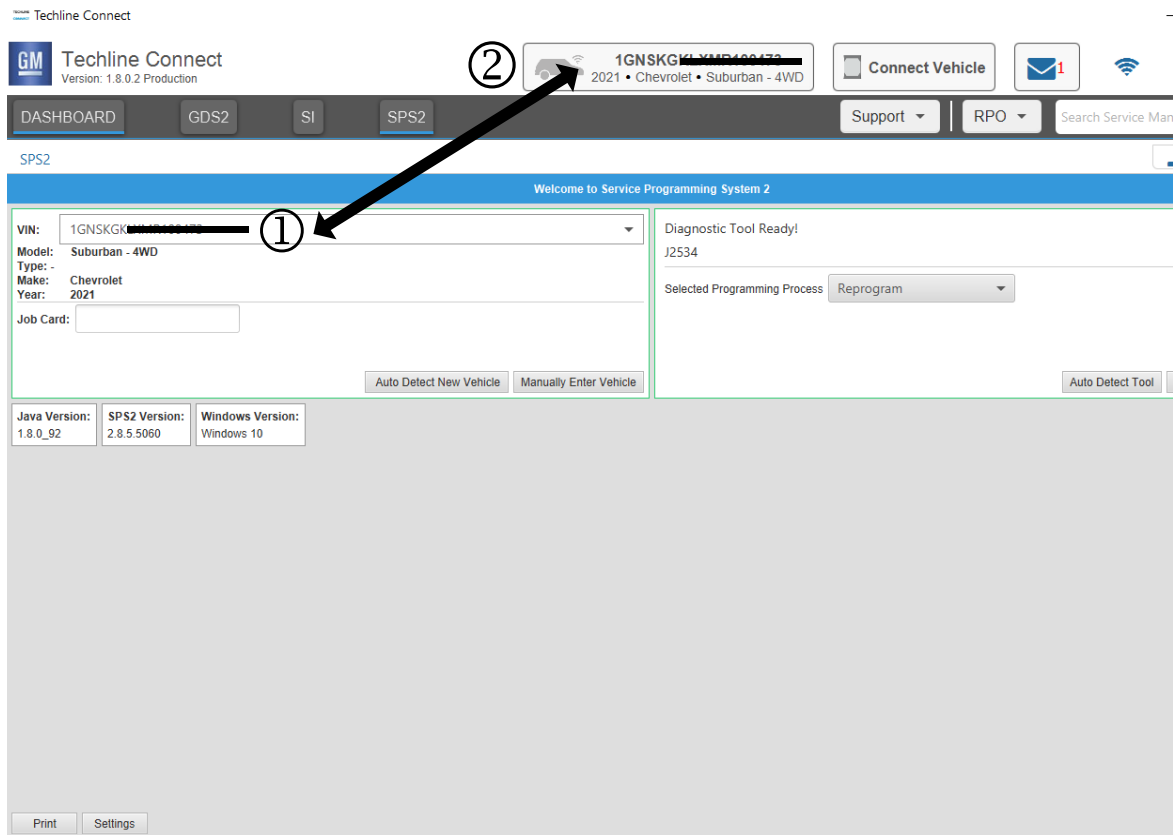 Techline Connect
GM
Techline Connect
Version: 1.8.0.2 Production
②
1GNSKG
2021 • Chevrolet • Suburban - 4WD
Connect Vehicle
1
DASHBOARD
GDS2
SI
SPS2
Support
RPO
Search Service Man
SPS2
Welcome to Service Programming System 2
VIN:
1GNSKGK
①
Model: Suburban - 4WD
Type: -
Make: Chevrolet
Year: 2021
Job Card:
Auto Detect New Vehicle
Manually Enter Vehicle
Diagnostic Tool Ready!
J2534
Selected Programming Process
Reprogram
Auto Detect Tool
Java Version:
1.8.0_92
SPS2 Version:
2.8.5.5060
Windows Version:
Windows 10
Print
Settings